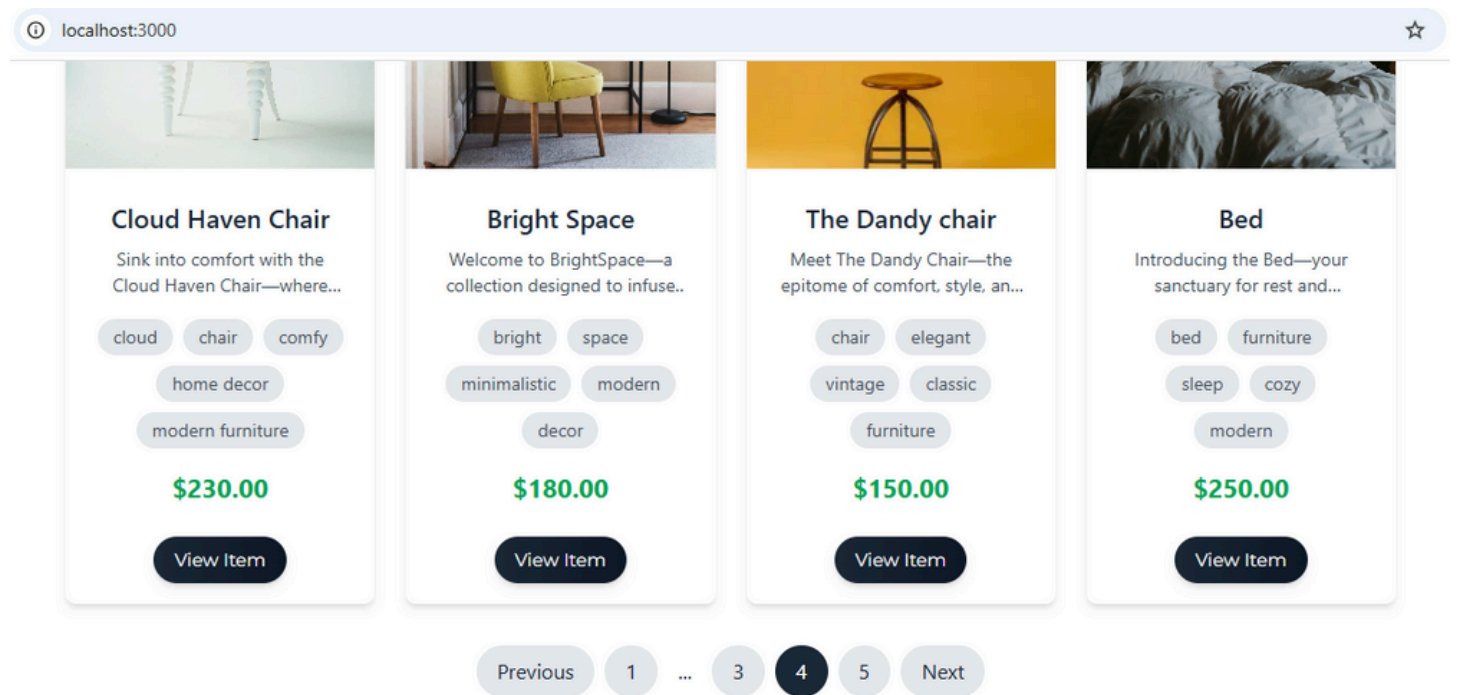 localhost:3000
Cloud Haven Chair
Sink into comfort with the
Cloud Haven Chair—where...
cloud chair comfy
home decor
modern furniture
$230.00
View Item
Bright Space
Welcome to BrightSpace—a
collection designed to infuse..
bright space
minimalistic modern
decor
$180.00
View Item
The Dandy chair
Meet The Dandy Chair—the
epitome of comfort, style, an...
chair elegant
vintage classic
furniture
$150.00
View Item
Bed
Introducing the Bed—your
sanctuary for rest and...
bed furniture
sleep cozy
modern
$250.00
View Item
Previous 1 ... 3 4 5 Next